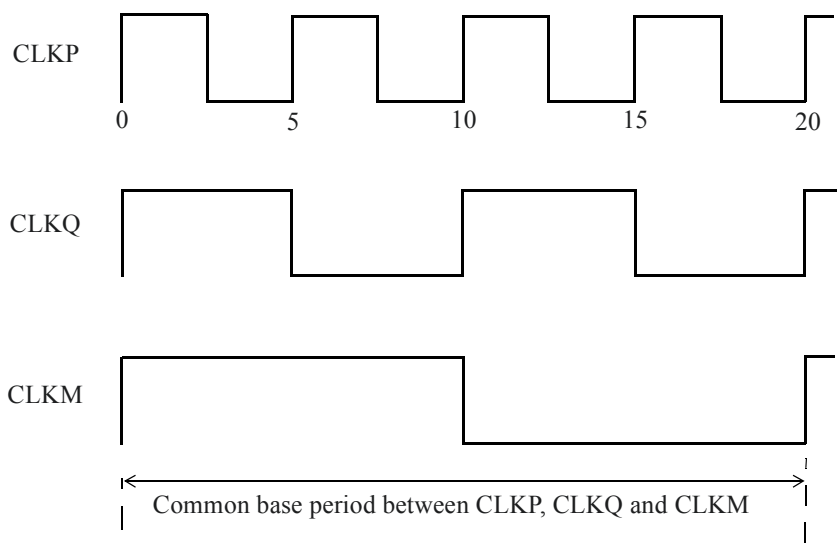 CLKP
0 5 10 15 20
CLKQ
CLKM
Common base period between CLKP, CLKQ and CLKM